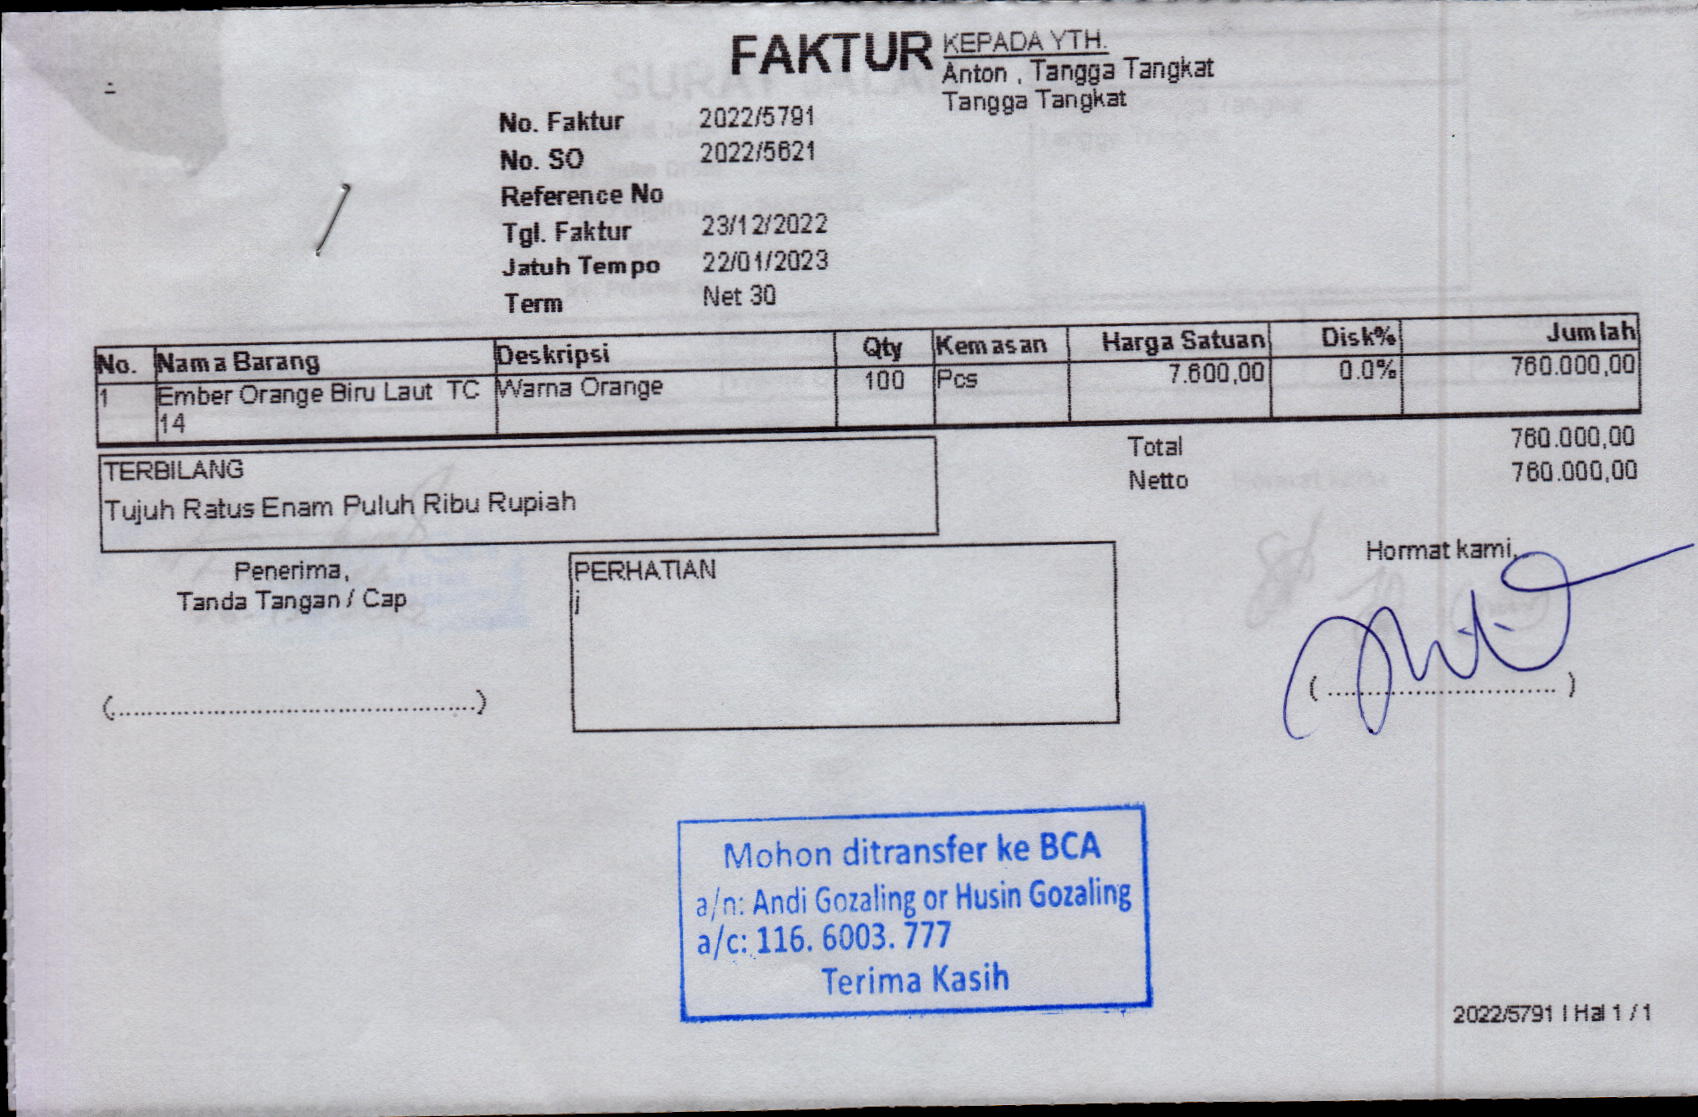 FAKTUR
KEPADA YTH.
Anton , Tangga Tangkat
Tangga Tangkat
No. Faktur 2022/5791
No. SO 2022/5621
Reference No
Tgl. Faktur 23/12/2022
Jatuh Tempo 22/01/2023
Term Net 30
No. Nama Barang Deskripsi Qty Kemasan Harga Satuan Disk% Jumlah
1 Ember Orange Biru Laut TC Warna Orange 100 Pcs 7.600,00 0.0% 760.000,00
14
Total 760.000,00
Netto 760.000,00
TERBILANG
Tujuh Ratus Enam Puluh Ribu Rupiah
Penerima,
Tanda Tangan / Cap
(..............................................)
PERHATIAN
j
Hormat kami,
( .............................. )
Mohon ditransfer ke BCA
a/n: Andi Gozaling or Husin Gozaling
a/c: 116. 6003. 777
Terima Kasih
2022/5791 | Hal 1 / 1